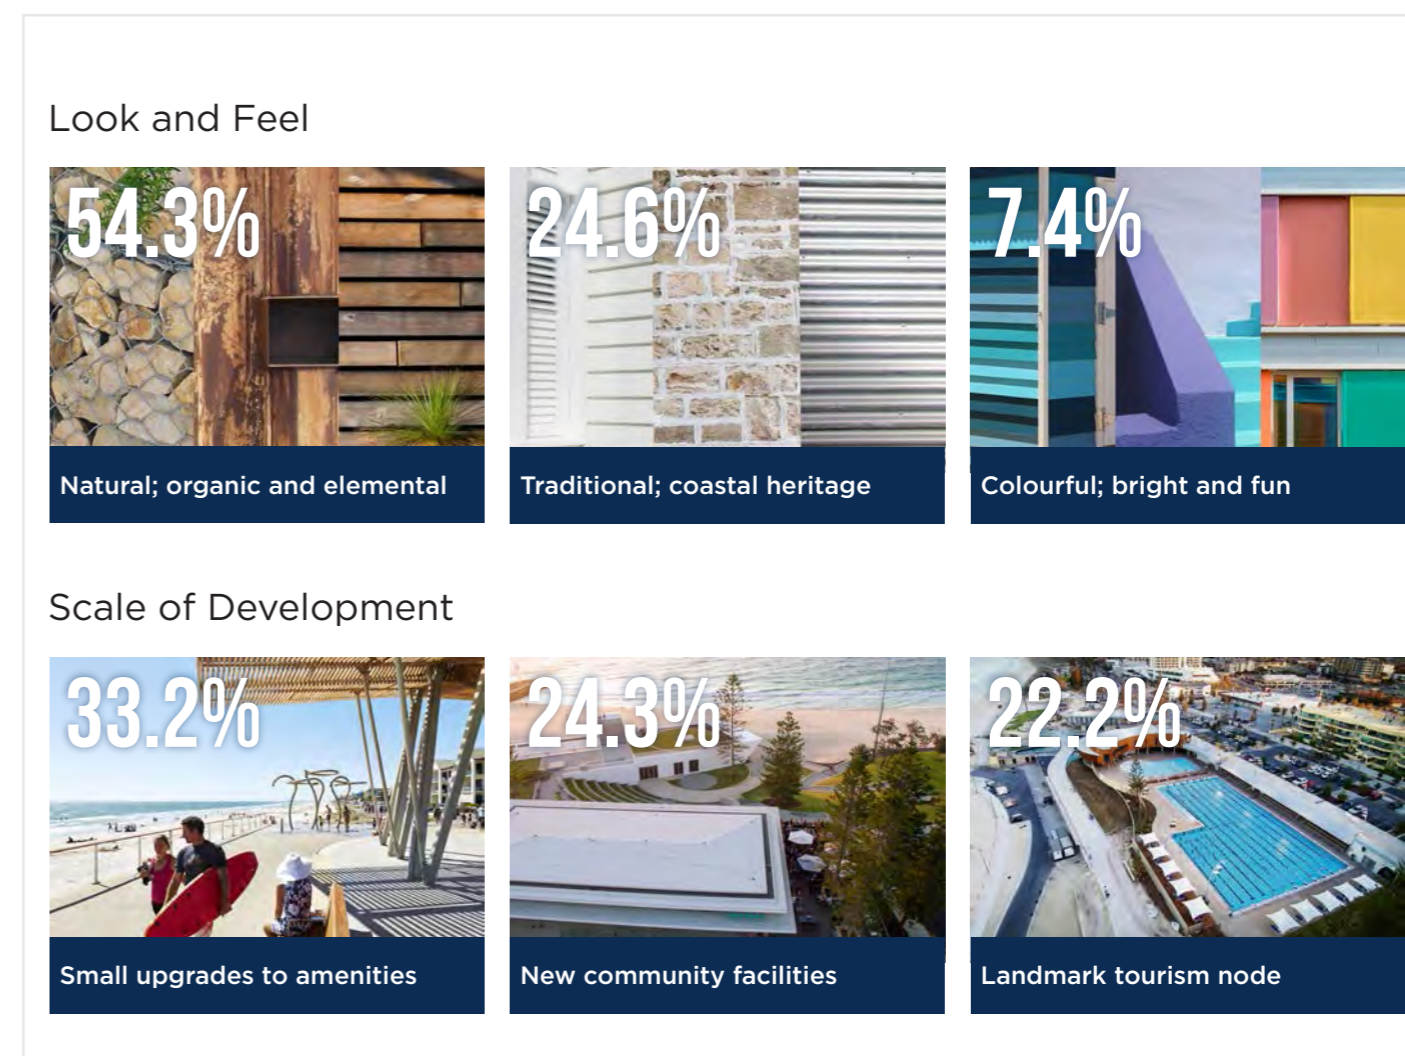 Look and Feel
54.3%
24.6%
7.4%
Natural; organic and elemental
Traditional; coastal heritage
Colourful; bright and fun
Scale of Development
33.2%
24.3%
22.2%
Small upgrades to amenities
New community facilities
Landmark tourism node